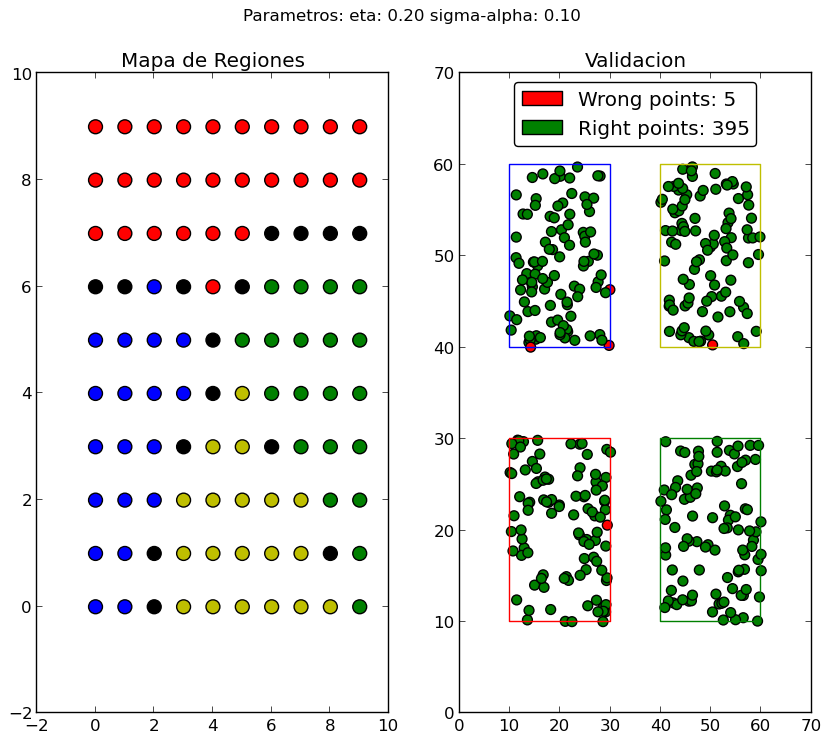 Parametros: eta: 0.20 sigma-alpha: 0.10
Mapa de Regiones
10
8
6
4
2
0
−2
−2 0 2 4 6 8 10
Validacion
Wrong points: 5
Right points: 395
70
60
50
40
30
20
10
0
0 10 20 30 40 50 60 70